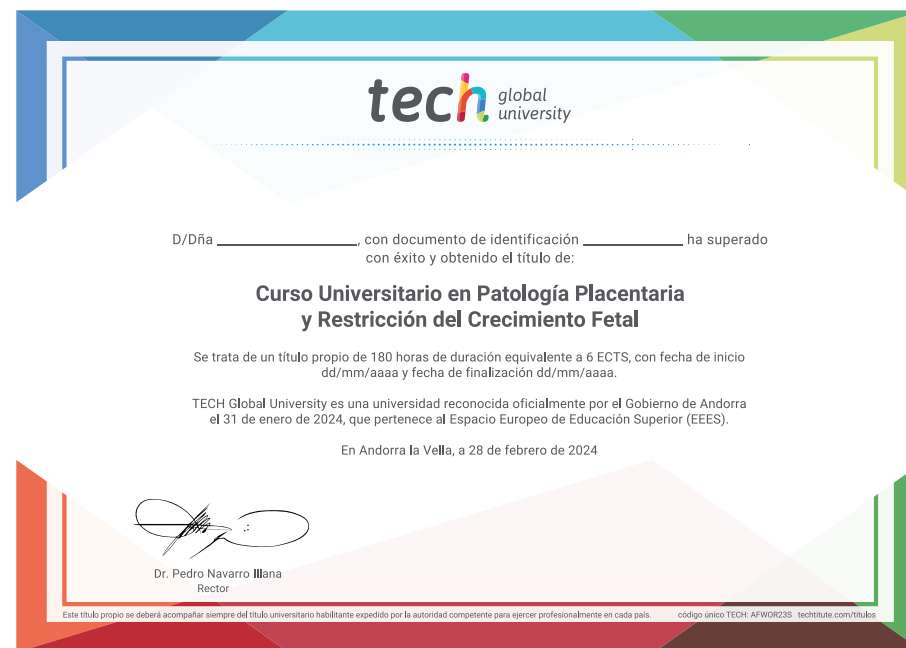 tech global
university
D/Dña ______________, con documento de identificación __________ ha superado
con éxito y obtenido el título de:
Curso Universitario en Patología Placentaria
y Restricción del Crecimiento Fetal
Se trata de un título propio de 180 horas de duración equivalente a 6 ECTS, con fecha de inicio
dd/mm/aaaa y fecha de finalización dd/mm/aaaa.
TECH Global University es una universidad reconocida oficialmente por el Gobierno de Andorra
el 31 de enero de 2024, que pertenece al Espacio Europeo de Educación Superior (EEES).
En Andorra la Vella, a 28 de febrero de 2024
Dr. Pedro Navarro Illana
Rector
Este título propio se deberá acompañar siempre del título universitario habilitante expedido por la autoridad competente para ejercer profesionalmente en cada país. código único TECH: AFWOR23S techtitute.com/titulos